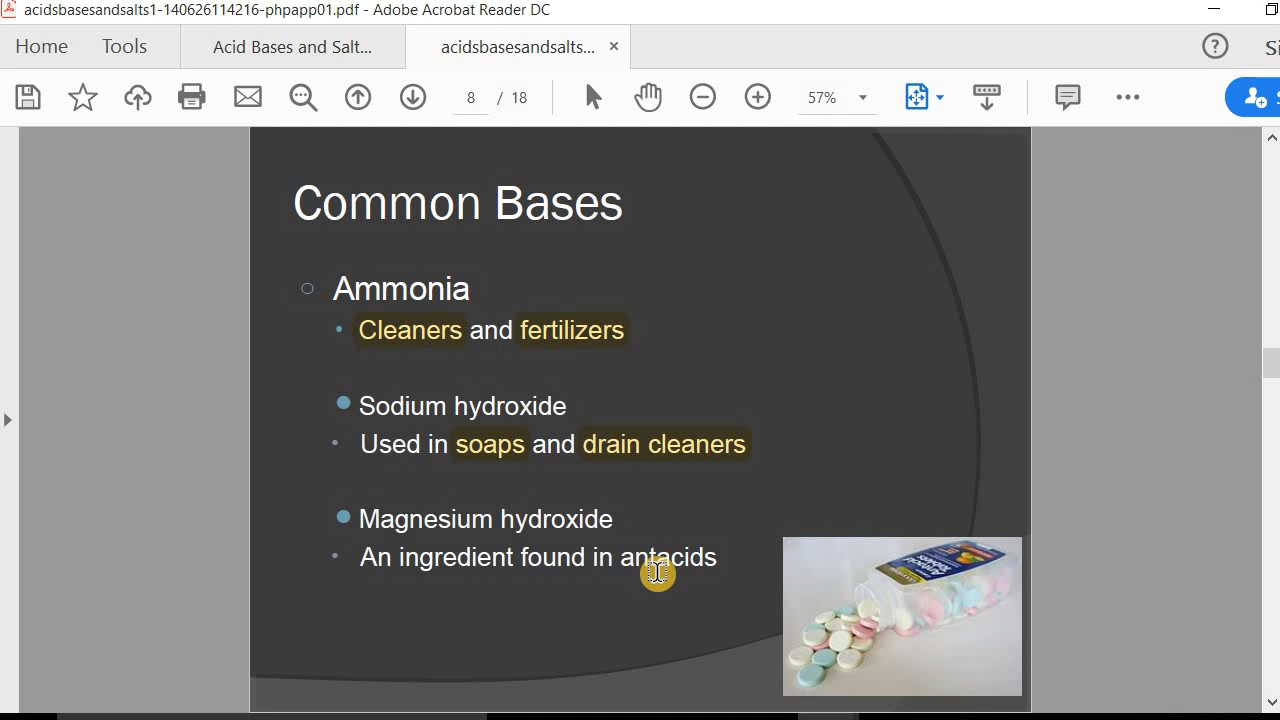 acidsbasesandsalts1-140626114216-phpapp01.pdf - Adobe Acrobat Reader DC
Home Tools Acid Bases and Salt... acidsbasesandsalts... × ?
8 / 18 57%
Common Bases
Ammonia
Cleaners and fertilizers
Sodium hydroxide
Used in soaps and drain cleaners
Magnesium hydroxide
An ingredient found in antacids
Antacid